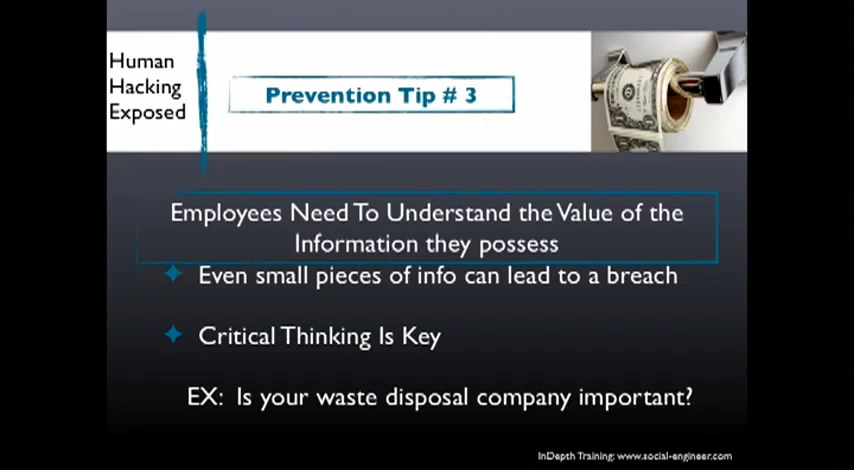 Human
Hacking
Exposed
Prevention Tip # 3
Employees Need To Understand the Value of the
Information they possess
Even small pieces of info can lead to a breach
Critical Thinking Is Key
EX: Is your waste disposal company important?
InDepth Training: www.social-engineer.com